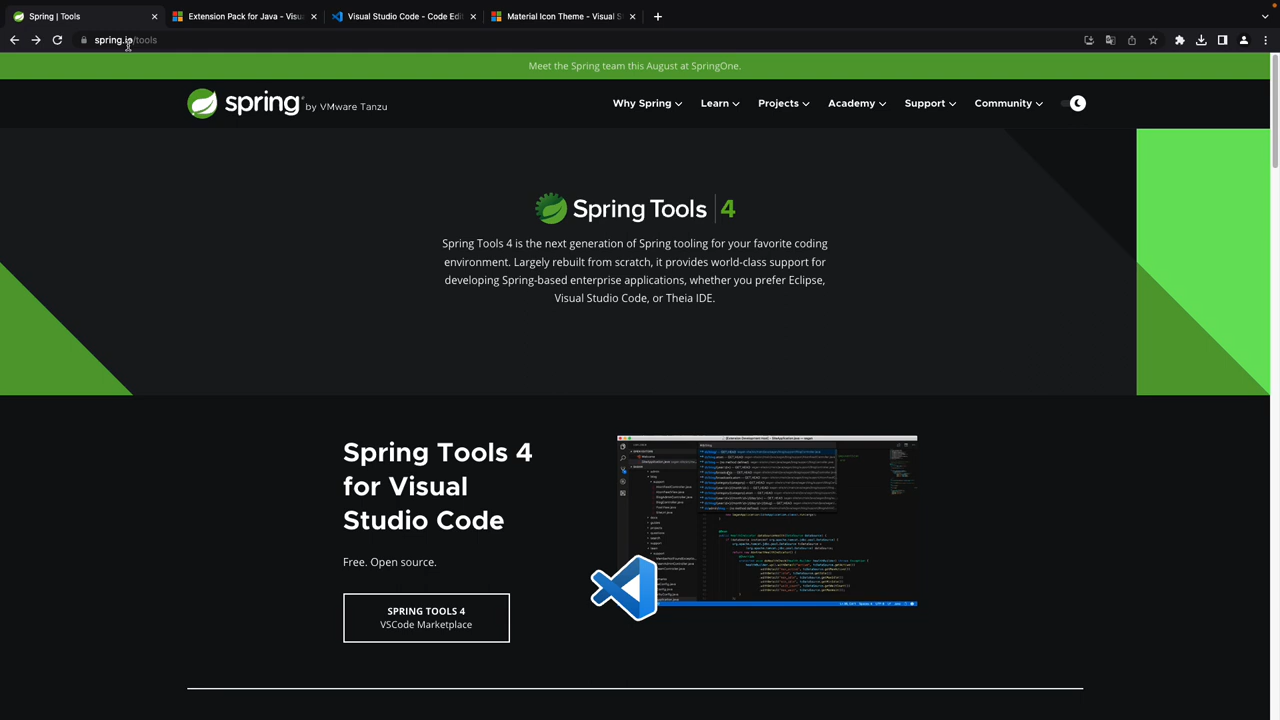 Spring | Tools
Extension Pack for Java - Visua
Visual Studio Code - Code Edi
Material Icon Theme - Visual S
spring.io/tools
Meet the Spring team this August at SpringOne.
spring by VMware Tanzu
Why Spring
Learn
Projects
Academy
Support
Community
Spring Tools 4
Spring Tools 4 is the next generation of Spring tooling for your favorite coding
environment. Largely rebuilt from scratch, it provides world-class support for
developing Spring-based enterprise applications, whether you prefer Eclipse,
Visual Studio Code, or Theia IDE.
Spring Tools 4
for Visual
Studio Code
Free. Open source.
SPRING TOOLS 4
VSCode Marketplace